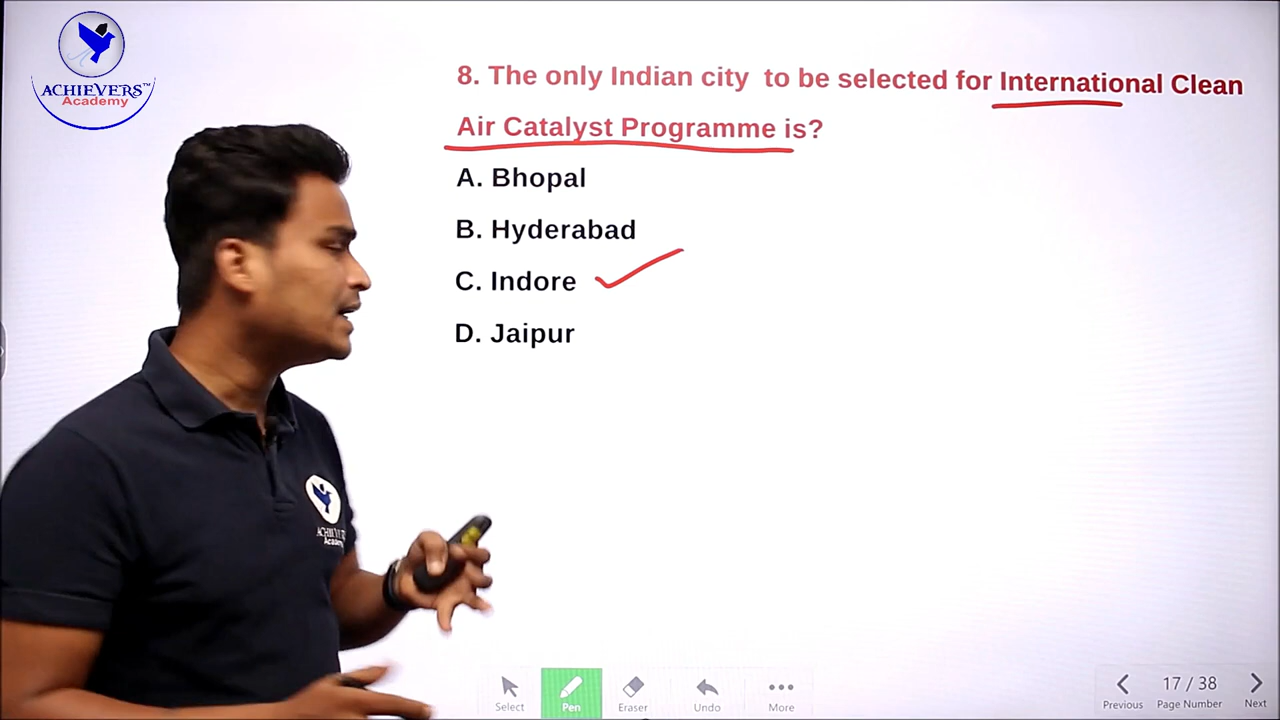 ACHIEVERS™
Academy
8. The only Indian city to be selected for International Clean
Air Catalyst Programme is?
A. Bhopal
B. Hyderabad
C. Indore
D. Jaipur
Academy
Select
Pen
Eraser
Undo
More
17 / 38
Previous
Page Number
Next